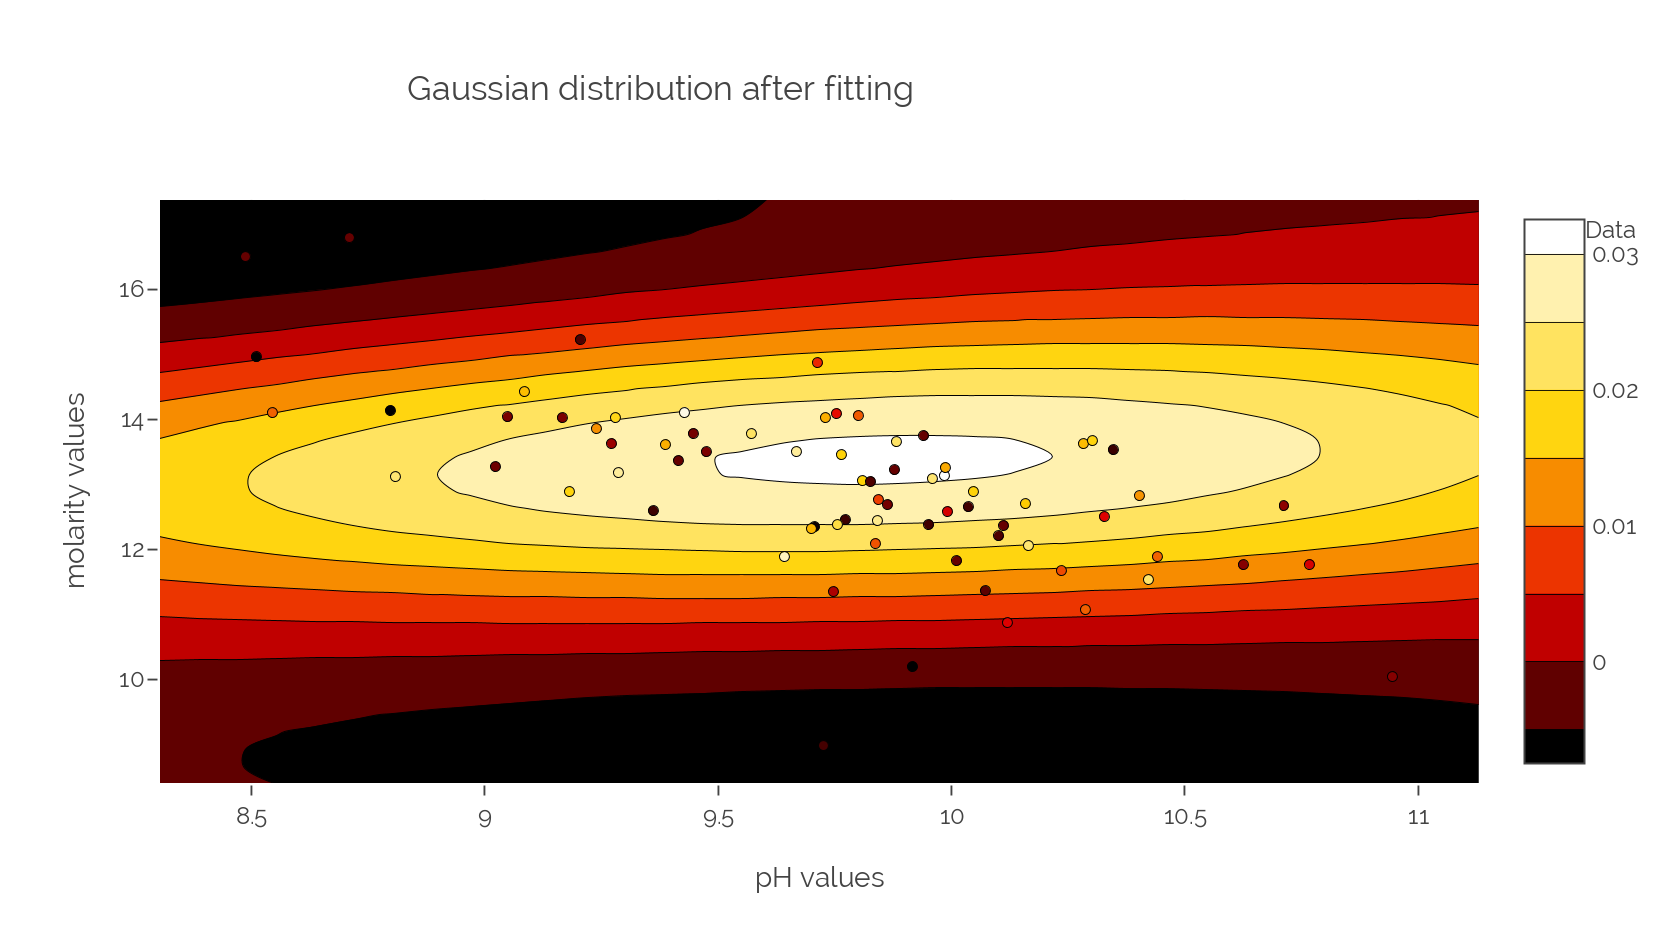 Gaussian distribution after fitting
Data
0.03
0.02
0.01
0
molarity values
16
14
12
10
8.5 9 9.5 10 10.5 11
pH values